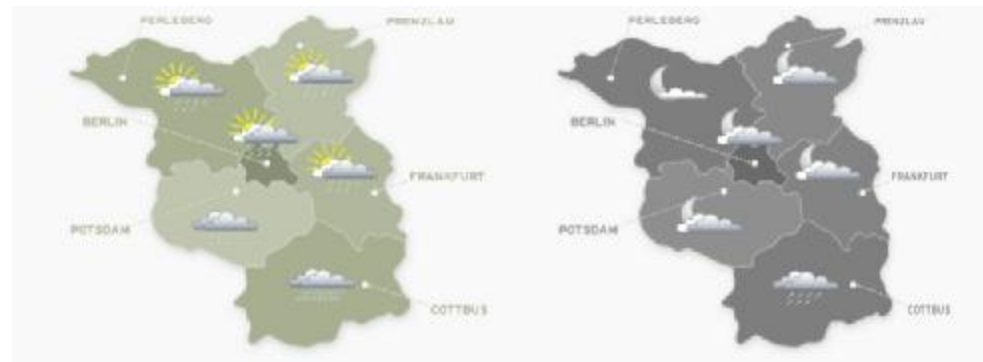 PERLEBERG
PRENZLAU
BERLIN
FRANKFURT
POTSDAM
COTTBUS
PERLEBERG
PRENZLAU
BERLIN
FRANKFURT
POTSDAM
COTTBUS